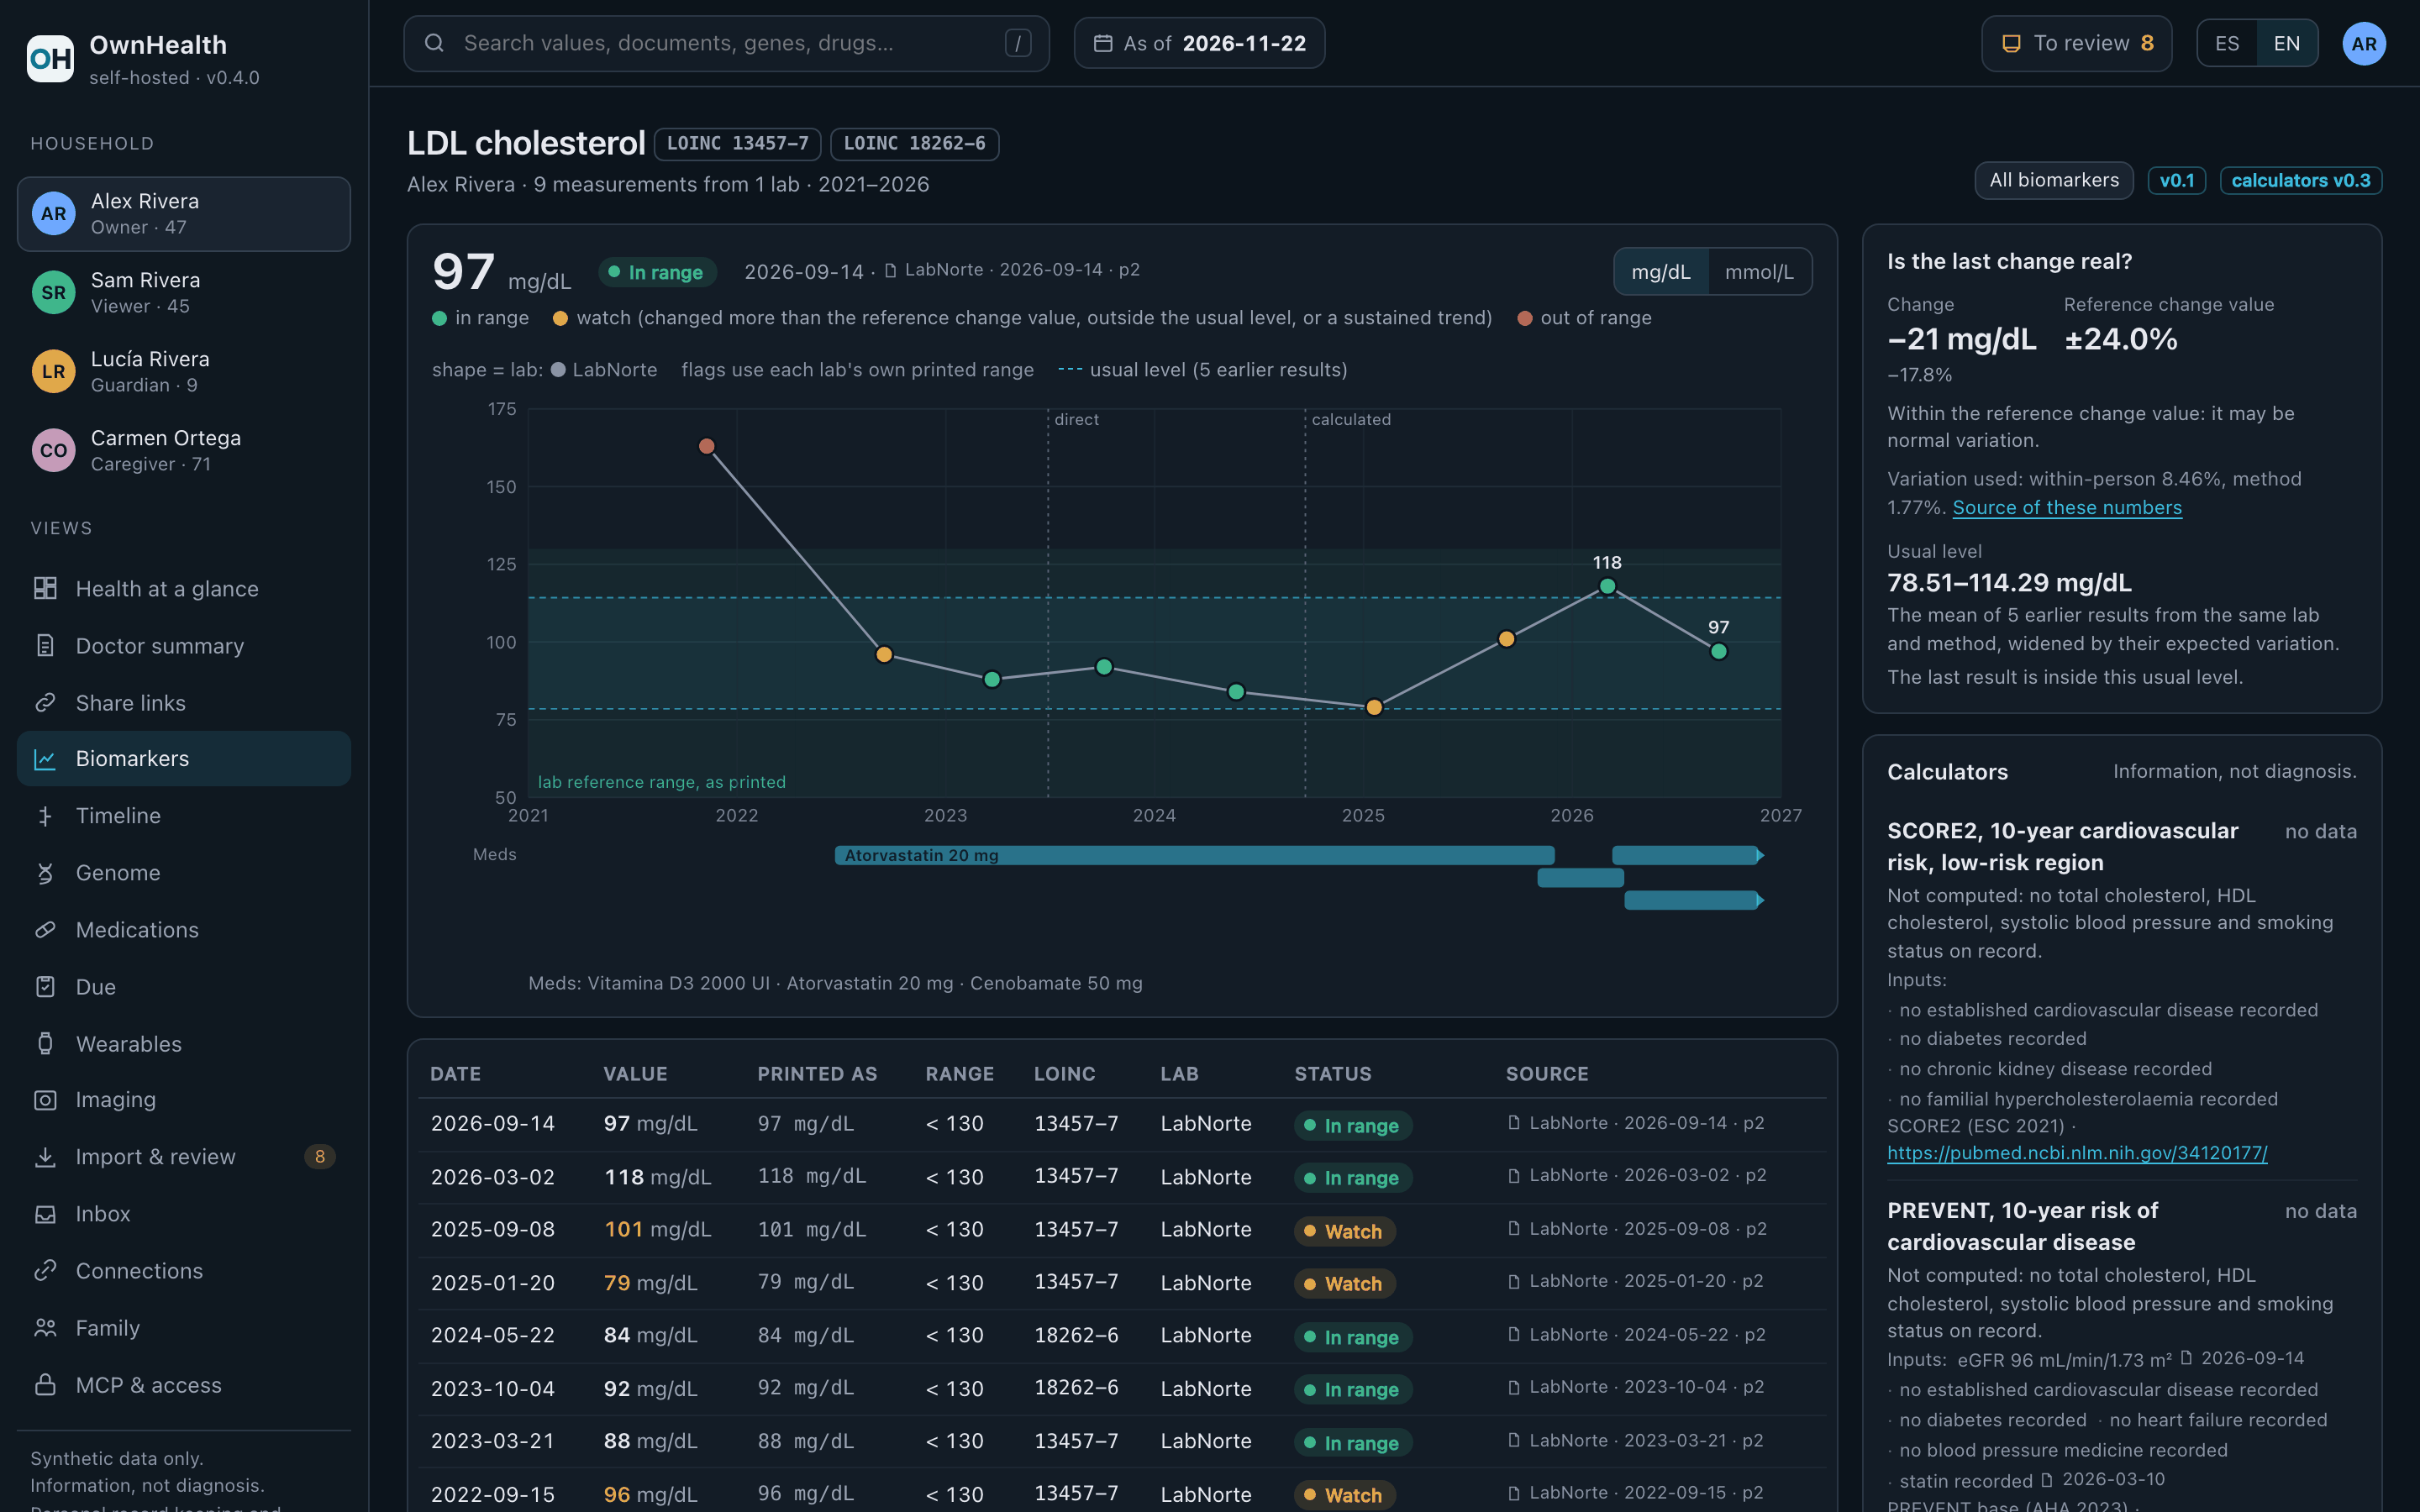 OH
OwnHealth
self-hosted · v0.4.0
HOUSEHOLD
AR
Alex Rivera
Owner · 47
SR
Sam Rivera
Viewer · 45
LR
Lucía Rivera
Guardian · 9
CO
Carmen Ortega
Caregiver · 71
VIEWS
Health at a glance
Doctor summary
Share links
Biomarkers
Timeline
Genome
Medications
Due
Wearables
Imaging
Import & review 8
Inbox
Connections
Family
MCP & access
Synthetic data only.
Information, not diagnosis.
Search values, documents, genes, drugs... /
As of 2026-11-22
To review 8
ES EN
AR
LDL cholesterol LOINC 13457-7 LOINC 18262-6
Alex Rivera · 9 measurements from 1 lab · 2021–2026
All biomarkers v0.1 calculators v0.3
97 mg/dL In range 2026-09-14 · LabNorte · 2026-09-14 · p2
mg/dL mmol/L
in range watch (changed more than the reference change value, outside the usual level, or a sustained trend) out of range
shape = lab: LabNorte flags use each lab's own printed range usual level (5 earlier results)
175
150
125
100
75
50
direct calculated
118
97
lab reference range, as printed
2021 2022 2023 2024 2025 2026 2027
Meds
Atorvastatin 20 mg
Meds: Vitamina D3 2000 UI · Atorvastatin 20 mg · Cenobamate 50 mg
DATE VALUE PRINTED AS RANGE LOINC LAB STATUS SOURCE
2026-09-14 97 mg/dL 97 mg/dL < 130 13457-7 LabNorte In range LabNorte · 2026-09-14 · p2
2026-03-02 118 mg/dL 118 mg/dL < 130 13457-7 LabNorte In range LabNorte · 2026-03-02 · p2
2025-09-08 101 mg/dL 101 mg/dL < 130 13457-7 LabNorte Watch LabNorte · 2025-09-08 · p2
2025-01-20 79 mg/dL 79 mg/dL < 130 13457-7 LabNorte Watch LabNorte · 2025-01-20 · p2
2024-05-22 84 mg/dL 84 mg/dL < 130 18262-6 LabNorte In range LabNorte · 2024-05-22 · p2
2023-10-04 92 mg/dL 92 mg/dL < 130 18262-6 LabNorte In range LabNorte · 2023-10-04 · p2
2023-03-21 88 mg/dL 88 mg/dL < 130 13457-7 LabNorte In range LabNorte · 2023-03-21 · p2
2022-09-15 96 mg/dL 96 mg/dL < 130 13457-7 LabNorte Watch LabNorte · 2022-09-15 · p2
Is the last change real?
Change Reference change value
−21 mg/dL ±24.0%
−17.8%
Within the reference change value: it may be
normal variation.
Variation used: within-person 8.46%, method
1.77%. Source of these numbers
Usual level
78.51–114.29 mg/dL
The mean of 5 earlier results from the same lab
and method, widened by their expected variation.
The last result is inside this usual level.
Calculators Information, not diagnosis.
SCORE2, 10-year cardiovascular no data
risk, low-risk region
Not computed: no total cholesterol, HDL
cholesterol, systolic blood pressure and smoking
status on record.
Inputs:
· no established cardiovascular disease recorded
· no diabetes recorded
· no chronic kidney disease recorded
· no familial hypercholesterolaemia recorded
SCORE2 (ESC 2021) ·
https://pubmed.ncbi.nlm.nih.gov/34120177/
PREVENT, 10-year risk of no data
cardiovascular disease
Not computed: no total cholesterol, HDL
cholesterol, systolic blood pressure and smoking
status on record.
Inputs: eGFR 96 mL/min/1.73 m² 2026-09-14
· no established cardiovascular disease recorded
· no diabetes recorded · no heart failure recorded
· no blood pressure medicine recorded
· statin recorded 2026-03-10
PREVENT base (AHA 2023) ·